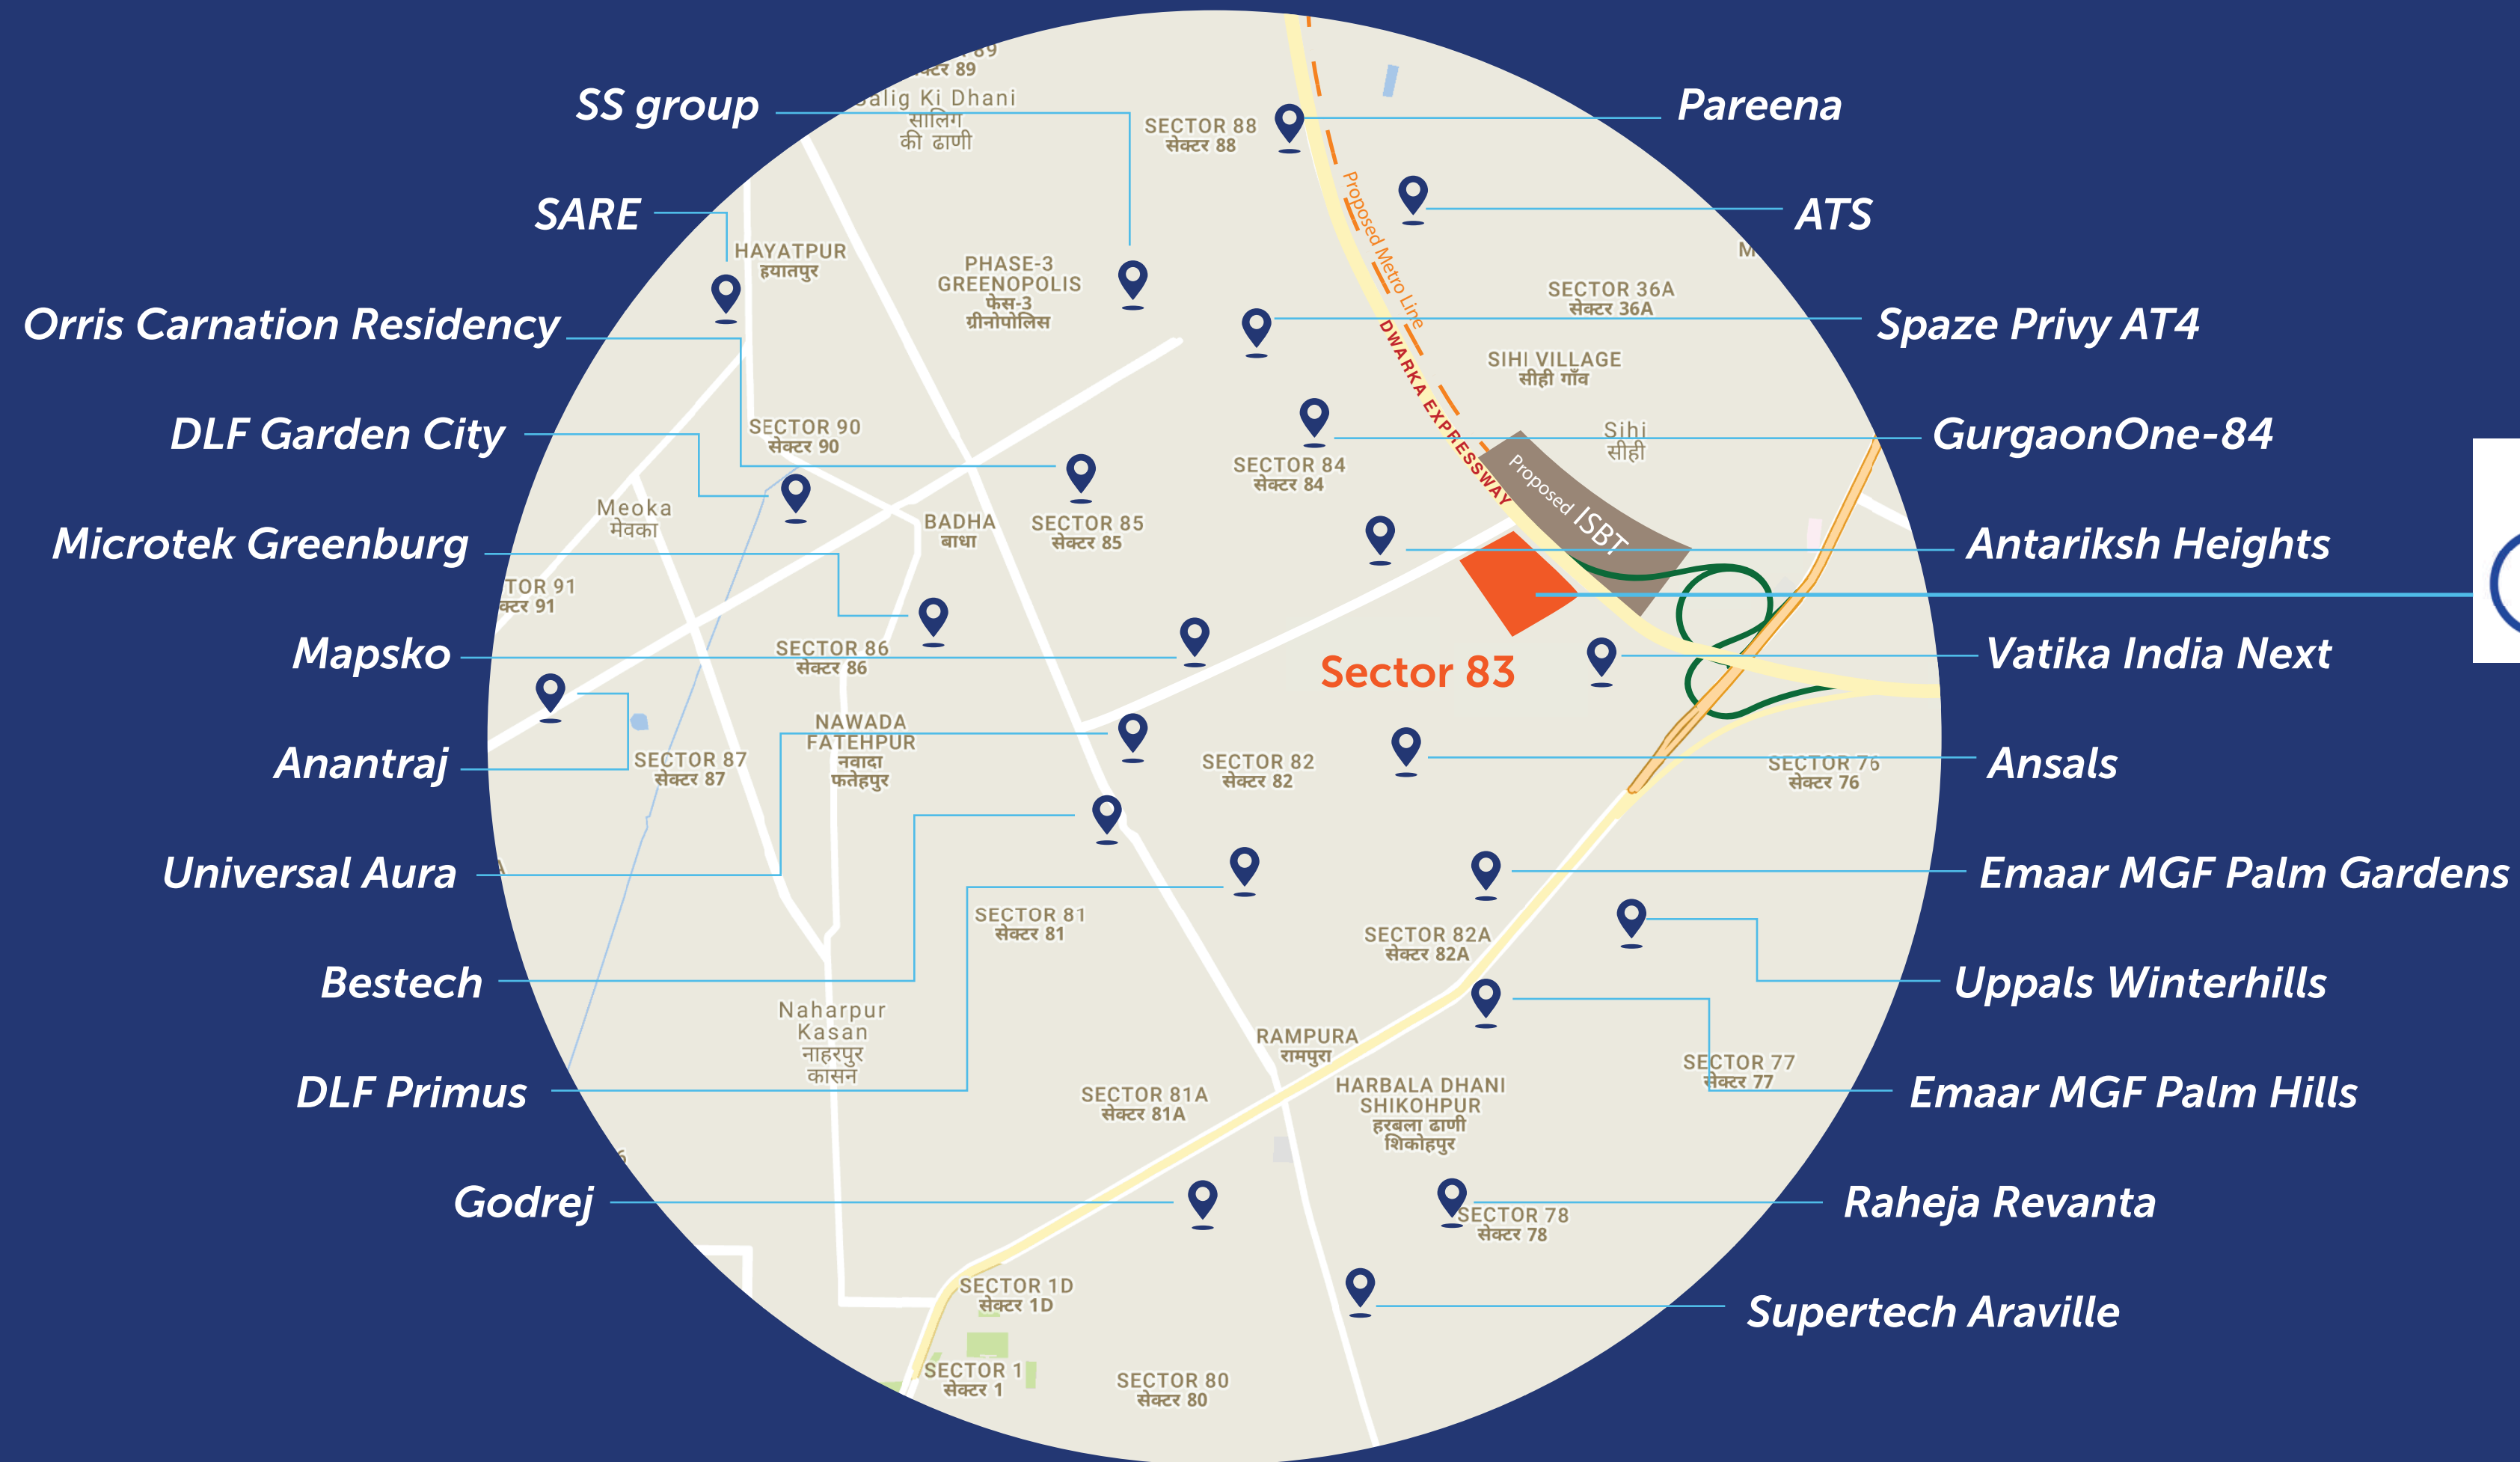 SS group
SARE
Orris Carnation Residency
DLF Garden City
Microtek Greenburg
Mapsko
Anantraj
Universal Aura
Bestech
DLF Primus
Godrej
89
89
Salig Ki Dhani
सालिग
की ढाणी
SECTOR 88
सेक्टर 88
HAYATPUR
हयातपुर
PHASE-3
GREENOPOLIS
फेस-3
ग्रीनोपोलिस
Proposed Metro Line
DWARKA EXPRESSWAY
SECTOR 36A
सेक्टर 36A
SIHI VILLAGE
सीही गाँव
Sihi
सीही
SECTOR 90
सेक्टर 90
SECTOR 84
सेक्टर 84
Proposed ISBT
Meoka
मेवका
BADHA
बाधा
SECTOR 85
सेक्टर 85
TOR 91
क्टर 91
SECTOR 86
सेक्टर 86
Sector 83
NAWADA
FATEHPUR
नवादा
फतेहपुर
SECTOR 87
सेक्टर 87
SECTOR 82
सेक्टर 82
SECTOR 76
सेक्टर 76
SECTOR 81
सेक्टर 81
SECTOR 82A
सेक्टर 82A
Naharpur
Kasan
नाहरपुर
कासन
RAMPURA
रामपुरा
SECTOR 77
सेक्टर 77
SECTOR 81A
सेक्टर 81A
HARBALA DHANI
SHIKOHPUR
हरबला ढाणी
शिकोहपुर
SECTOR 78
सेक्टर 78
SECTOR 1D
सेक्टर 1D
SECTOR 1
सेक्टर 1
SECTOR 80
सेक्टर 80
Pareena
ATS
Spaze Privy AT4
GurgaonOne-84
Antariksh Heights
Vatika India Next
Ansals
Emaar MGF Palm Gardens
Uppals Winterhills
Emaar MGF Palm Hills
Raheja Revanta
Supertech Araville